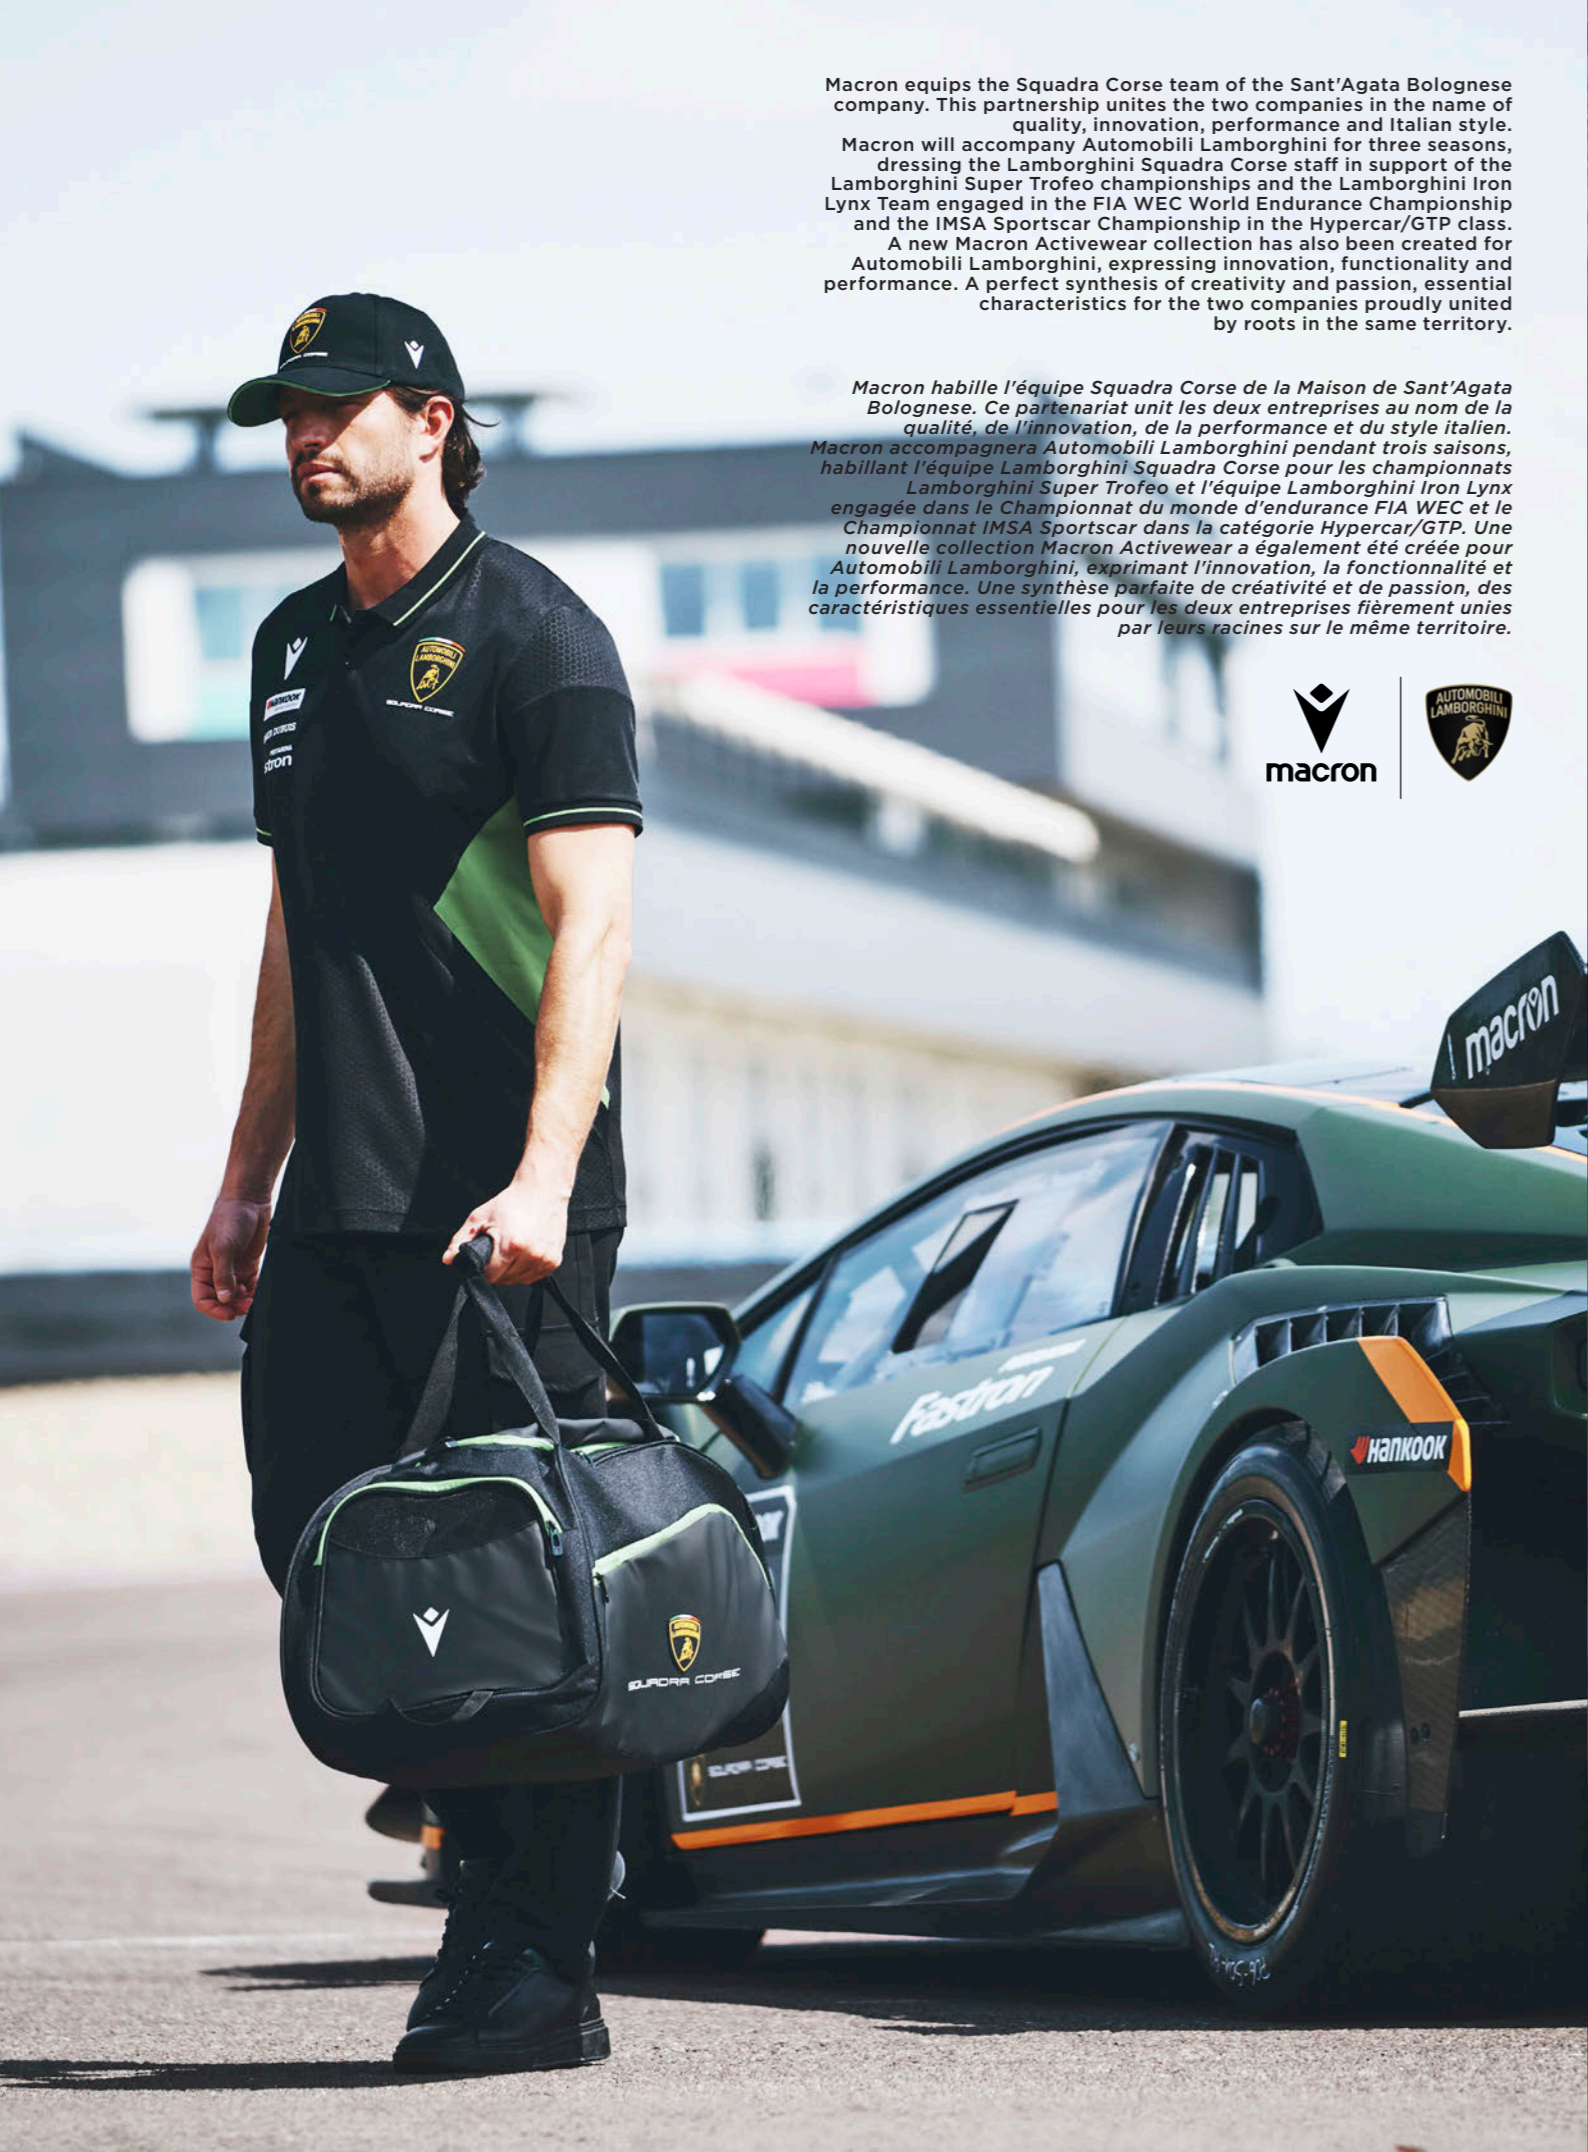 Macron equips the Squadra Corse team of the Sant'Agata Bolognese
company. This partnership unites the two companies in the name of
quality, innovation, performance and Italian style.
Macron will accompany Automobili Lamborghini for three seasons,
dressing the Lamborghini Squadra Corse staff in support of the
Lamborghini Super Trofeo championships and the Lamborghini Iron
Lynx Team engaged in the FIA WEC World Endurance Championship
and the IMSA Sportscar Championship in the Hypercar/GTP class.
A new Macron Activewear collection has also been created for
Automobili Lamborghini, expressing innovation, functionality and
performance. A perfect synthesis of creativity and passion, essential
characteristics for the two companies proudly united
by roots in the same territory.
Macron habille l'équipe Squadra Corse de la Maison de Sant'Agata
Bolognese. Ce partenariat unit les deux entreprises au nom de la
qualité, de l'innovation, de la performance et du style italien.
Macron accompagnera Automobili Lamborghini pendant trois saisons,
habillant l'équipe Lamborghini Squadra Corse pour les championnats
Lamborghini Super Trofeo et l'équipe Lamborghini Iron Lynx
engagée dans le Championnat du monde d'endurance FIA WEC et le
Championnat IMSA Sportscar dans la catégorie Hypercar/GTP. Une
nouvelle collection Macron Activewear a également été créée pour
Automobili Lamborghini, exprimant l'innovation, la fonctionnalité et
la performance. Une synthèse parfaite de créativité et de passion, des
caractéristiques essentielles pour les deux entreprises fièrement unies
par leurs racines sur le même territoire.
macron
AUTOMOBILI
LAMBORGHINI
AUTOMOBILI
LAMBORGHINI
SQUADRA CORSE
HANKOOK
stron
macron
Fastron
HANKOOK
AUTOMOBILI
LAMBORGHINI
SQUADRA CORSE